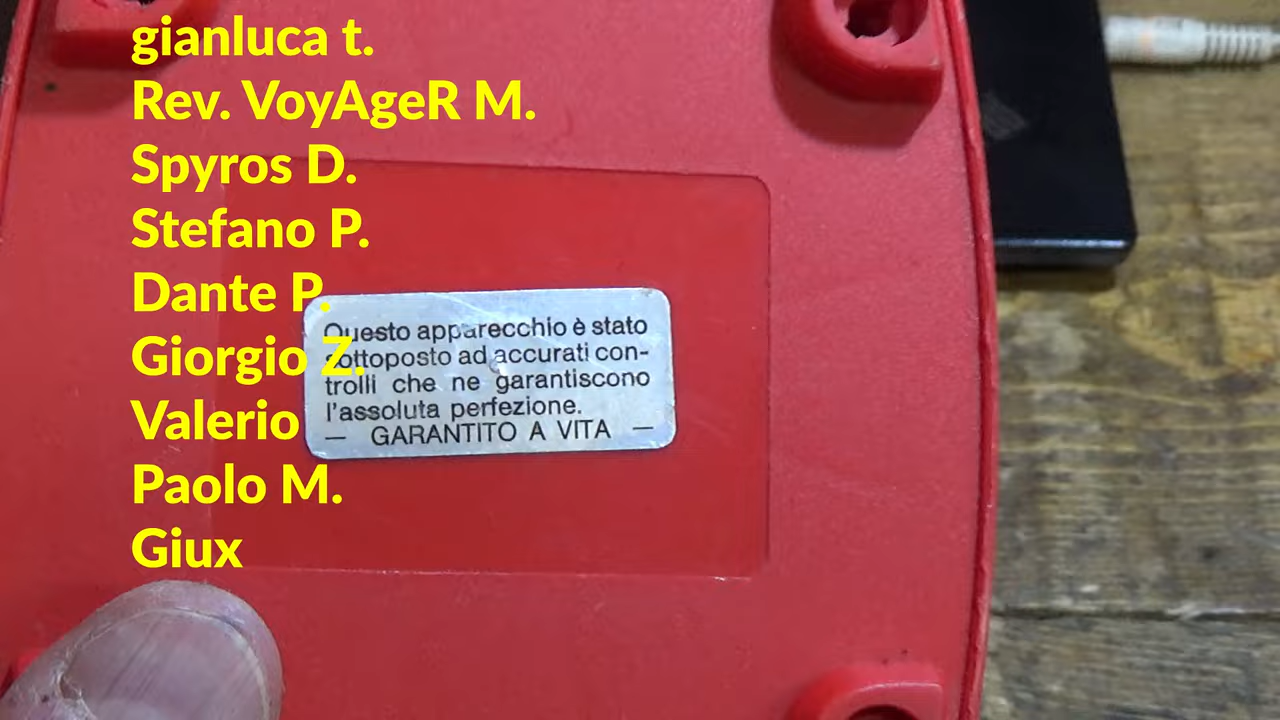 gianluca t.
Rev. VoyAgeR M.
Spyros D.
Stefano P.
Dante P.
Giorgio Z.
Valerio
Paolo M.
Giux
Questo apparecchio è stato
sottoposto ad accurati con-
trolli che ne garantiscono
l'assoluta perfezione.
— GARANTITO A VITA —